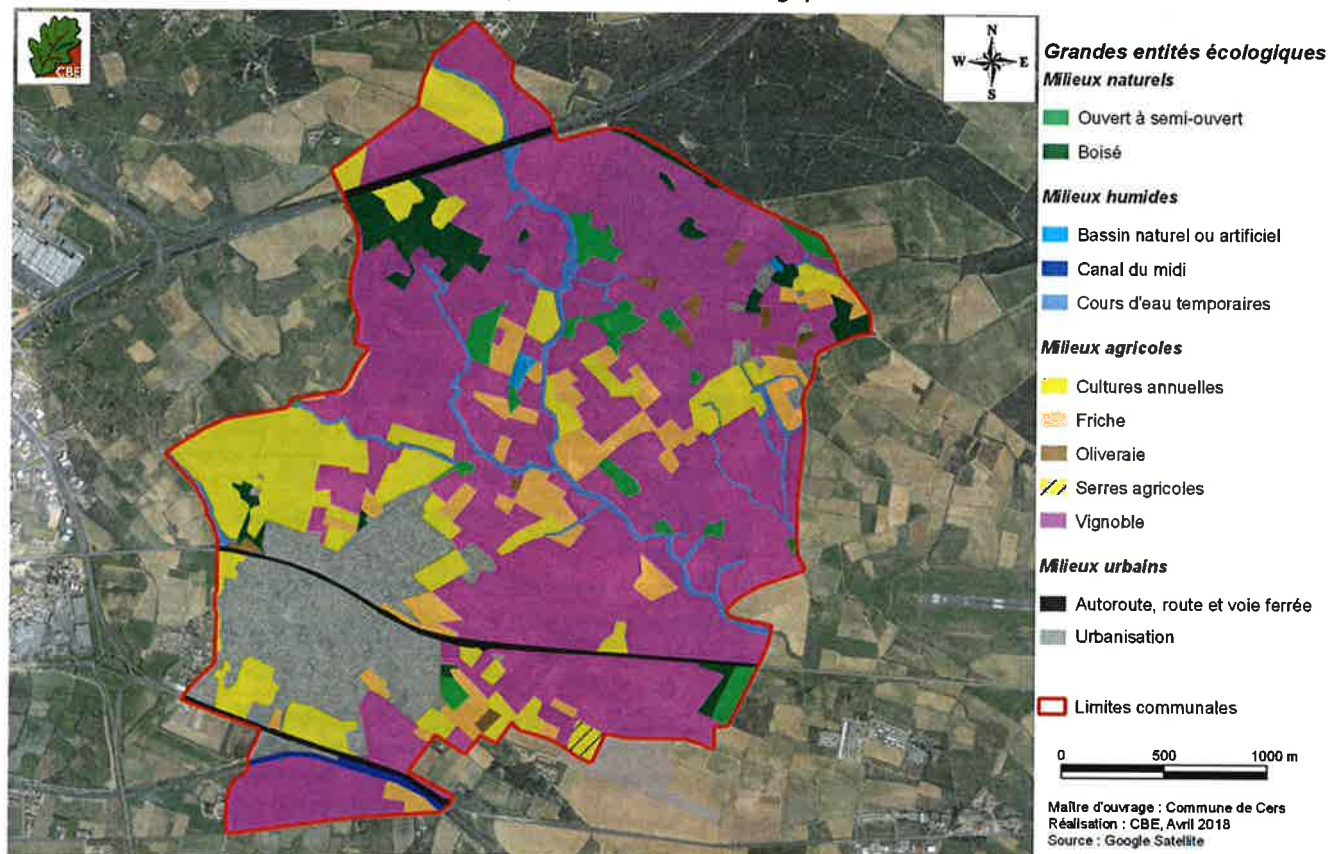 CBE
N
W E
S
Grandes entités écologiques
Milieux naturels
Ouvert à semi-ouvert
Boisé
Milieux humides
Bassin naturel ou artificiel
Canal du midi
Cours d'eau temporaires
Milieux agricoles
Cultures annuelles
Friche
Oliveraie
Serres agricoles
Vignoble
Milieux urbains
Autoroute, route et voie ferrée
Urbanisation
Limites communales
0 500 1000 m
Maître d'ouvrage : Commune de Cers
Réalisation : CBE, Avril 2018
Source : Google Satellite